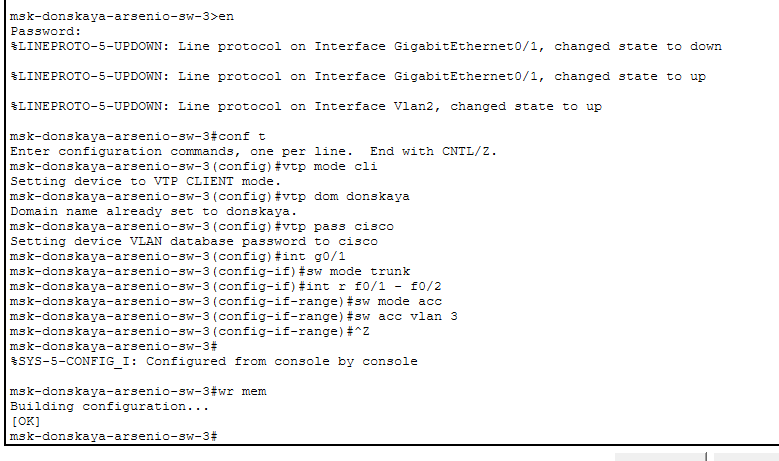 msk-donskaya-arsenio-sw-3>en
Password:
%LINEPROTO-5-UPDOWN: Line protocol on Interface GigabitEthernet0/1, changed state to down
%LINEPROTO-5-UPDOWN: Line protocol on Interface GigabitEthernet0/1, changed state to up
%LINEPROTO-5-UPDOWN: Line protocol on Interface Vlan2, changed state to up
msk-donskaya-arsenio-sw-3#conf t
Enter configuration commands, one per line.  End with CNTL/Z.
msk-donskaya-arsenio-sw-3(config)#vtp mode cli
Setting device to VTP CLIENT mode.
msk-donskaya-arsenio-sw-3(config)#vtp dom donskaya
Domain name already set to donskaya.
msk-donskaya-arsenio-sw-3(config)#vtp pass cisco
Setting device VLAN database password to cisco
msk-donskaya-arsenio-sw-3(config)#int g0/1
msk-donskaya-arsenio-sw-3(config-if)#sw mode trunk
msk-donskaya-arsenio-sw-3(config-if)#int r f0/1 - f0/2
msk-donskaya-arsenio-sw-3(config-if-range)#sw mode acc
msk-donskaya-arsenio-sw-3(config-if-range)#sw acc vlan 3
msk-donskaya-arsenio-sw-3(config-if-range)#^Z
msk-donskaya-arsenio-sw-3#
%SYS-5-CONFIG_I: Configured from console by console
msk-donskaya-arsenio-sw-3#wr mem
Building configuration...
[OK]
msk-donskaya-arsenio-sw-3#